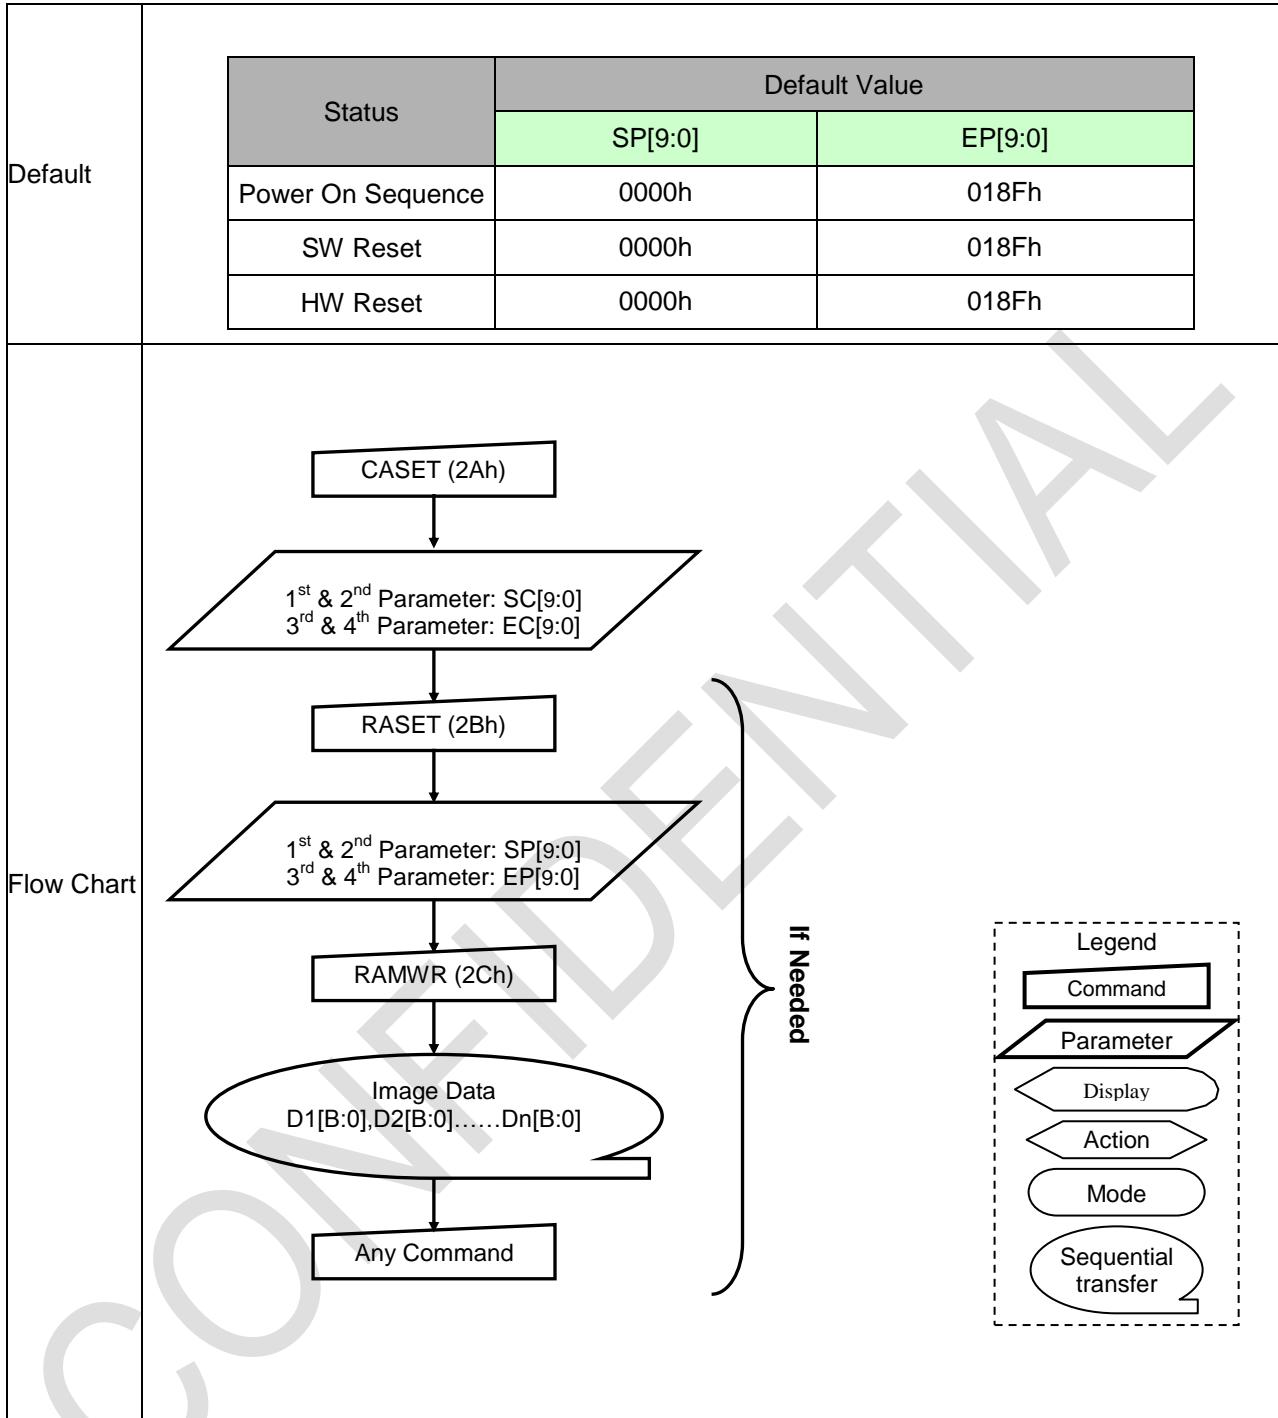 Default
Status
Default Value
SP[9:0]
EP[9:0]
Power On Sequence
0000h
018Fh
SW Reset
0000h
018Fh
HW Reset
0000h
018Fh
Flow Chart
CASET (2Ah)
1st & 2nd Parameter: SC[9:0]
3rd & 4th Parameter: EC[9:0]
RASET (2Bh)
1st & 2nd Parameter: SP[9:0]
3rd & 4th Parameter: EP[9:0]
RAMWR (2Ch)
Image Data
D1[B:0],D2[B:0]......Dn[B:0]
Any Command
If Needed
Legend
Command
Parameter
Display
Action
Mode
Sequential
transfer
CONFIDENTIAL